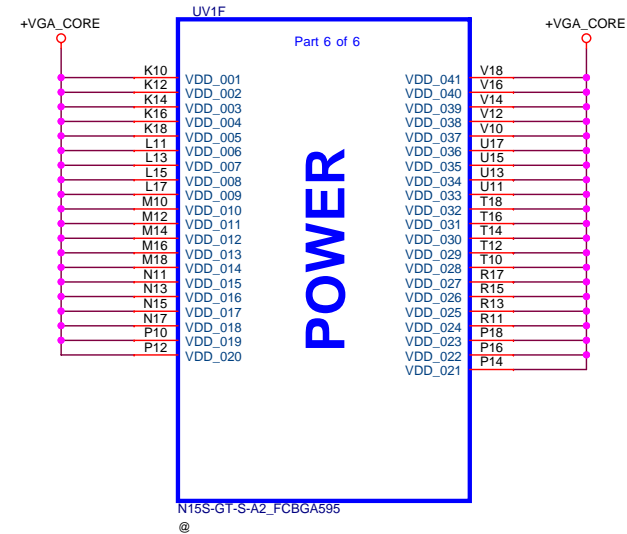 UV1F
+VGA_CORE
+VGA_CORE
Part 6 of 6
K10 VDD_001 VDD_041 V18
K12 VDD_002 VDD_040 V16
K14 VDD_003 VDD_039 V14
K16 VDD_004 VDD_038 V12
K18 VDD_005 VDD_037 V10
L11 VDD_006 VDD_036 U17
L13 VDD_007 VDD_035 U15
L15 VDD_008 VDD_034 U13
L17 VDD_009 VDD_033 U11
M10 VDD_010 VDD_032 T18
M12 VDD_011 VDD_031 T16
M14 VDD_012 VDD_030 T14
M16 VDD_013 VDD_029 T12
M18 VDD_014 VDD_028 T10
N11 VDD_015 VDD_027 R17
N13 VDD_016 VDD_026 R15
N15 VDD_017 VDD_025 R13
N17 VDD_018 VDD_024 R11
P10 VDD_019 VDD_023 P18
P12 VDD_020 VDD_022 P16
VDD_021 P14
POWER
N15S-GT-S-A2_FCBGA595
@